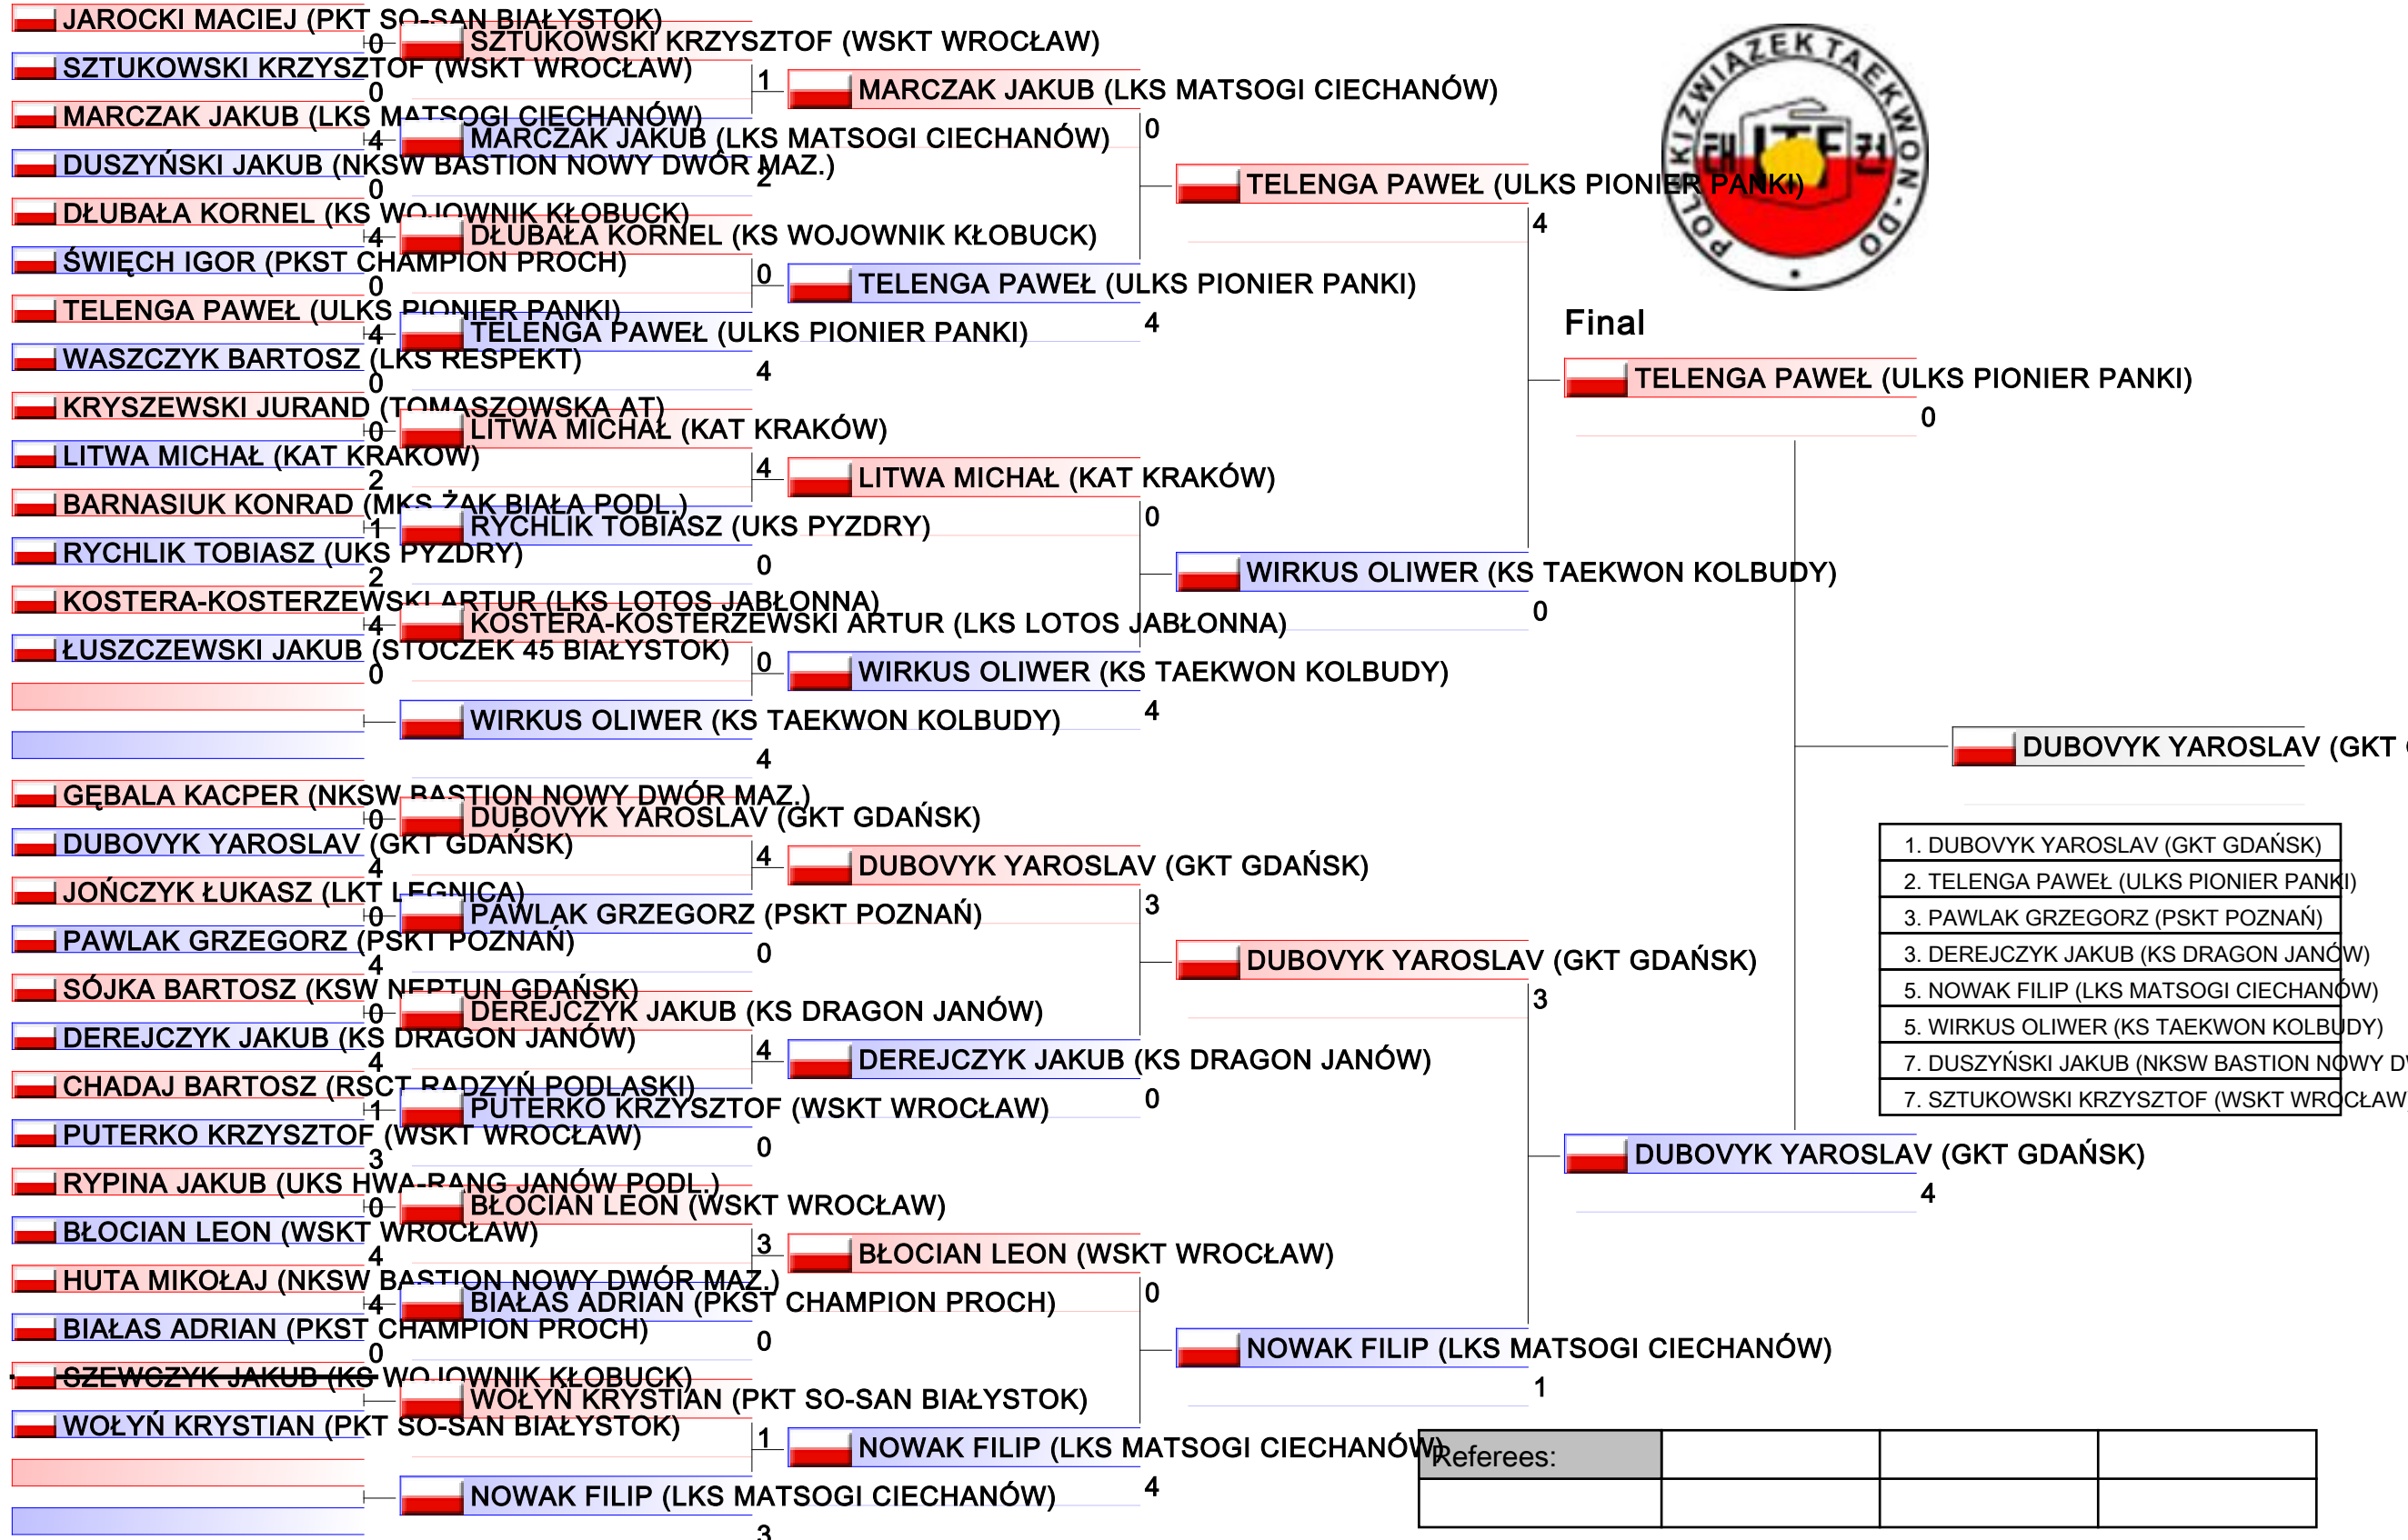 JAROCKI MACIEJ (PKT SO-SAN BIAŁYSTOK)
0
SZTUKOWSKI KRZYSZTOF (WSKT WROCŁAW)
0
MARCZAK JAKUB (LKS MATSOGI CIECHANÓW)
4
DUSZYŃSKI JAKUB (NKSW BASTION NOWY DWÓR MAZ.)
0
DŁUBAŁA KORNEL (KS WOJOWNIK KŁOBUCK)
4
ŚWIĘCH IGOR (PKST CHAMPION PROCH)
0
TELENGA PAWEŁ (ULKS PIONIER PANKI)
4
WASZCZYK BARTOSZ (LKS RESPEKT)
0
KRYSZEWSKI JURAND (TOMASZOWSKA AT)
0
LITWA MICHAŁ (KAT KRAKÓW)
2
BARNASIUK KONRAD (MKS ŻAK BIAŁA PODL.)
1
RYCHLIK TOBIASZ (UKS PYZDRY)
2
KOSTERA-KOSTERZEWSKI ARTUR (LKS LOTOS JABŁONNA)
4
ŁUSZCZEWSKI JAKUB (STOCZEK 45 BIAŁYSTOK)
0
GĘBALA KACPER (NKSW BASTION NOWY DWÓR MAZ.)
0
DUBOVYK YAROSLAV (GKT GDAŃSK)
4
JOŃCZYK ŁUKASZ (LKT LEGNICA)
0
PAWLAK GRZEGORZ (PSKT POZNAŃ)
4
SÓJKA BARTOSZ (KSW NEPTUN GDAŃSK)
0
DEREJCZYK JAKUB (KS DRAGON JANÓW)
4
CHADAJ BARTOSZ (RSCT RADZYŃ PODLASKI)
1
PUTERKO KRZYSZTOF (WSKT WROCŁAW)
3
RYPINA JAKUB (UKS HWA-RANG JANÓW PODL.)
0
BŁOCIAN LEON (WSKT WROCŁAW)
4
HUTA MIKOŁAJ (NKSW BASTION NOWY DWÓR MAZ.)
4
BIAŁAS ADRIAN (PKST CHAMPION PROCH)
0
SZEWCZYK JAKUB (KS WOJOWNIK KŁOBUCK)
WOŁYŃ KRYSTIAN (PKT SO-SAN BIAŁYSTOK)
SZTUKOWSKI KRZYSZTOF (WSKT WROCŁAW)
1
MARCZAK JAKUB (LKS MATSOGI CIECHANÓW)
2
DŁUBAŁA KORNEL (KS WOJOWNIK KŁOBUCK)
0
TELENGA PAWEŁ (ULKS PIONIER PANKI)
4
LITWA MICHAŁ (KAT KRAKÓW)
4
RYCHLIK TOBIASZ (UKS PYZDRY)
0
KOSTERA-KOSTERZEWSKI ARTUR (LKS LOTOS JABŁONNA)
0
WIRKUS OLIWER (KS TAEKWON KOLBUDY)
4
DUBOVYK YAROSLAV (GKT GDAŃSK)
4
PAWLAK GRZEGORZ (PSKT POZNAŃ)
0
DEREJCZYK JAKUB (KS DRAGON JANÓW)
4
PUTERKO KRZYSZTOF (WSKT WROCŁAW)
0
BŁOCIAN LEON (WSKT WROCŁAW)
3
BIAŁAS ADRIAN (PKST CHAMPION PROCH)
0
WOŁYŃ KRYSTIAN (PKT SO-SAN BIAŁYSTOK)
1
NOWAK FILIP (LKS MATSOGI CIECHANÓW)
3
MARCZAK JAKUB (LKS MATSOGI CIECHANÓW)
0
TELENGA PAWEŁ (ULKS PIONIER PANKI)
4
LITWA MICHAŁ (KAT KRAKÓW)
0
WIRKUS OLIWER (KS TAEKWON KOLBUDY)
4
DUBOVYK YAROSLAV (GKT GDAŃSK)
3
DEREJCZYK JAKUB (KS DRAGON JANÓW)
0
BŁOCIAN LEON (WSKT WROCŁAW)
0
NOWAK FILIP (LKS MATSOGI CIECHANÓW)
4
TELENGA PAWEŁ (ULKS PIONIER PANKI)
4
WIRKUS OLIWER (KS TAEKWON KOLBUDY)
0
DUBOVYK YAROSLAV (GKT GDAŃSK)
3
NOWAK FILIP (LKS MATSOGI CIECHANÓW)
1
POLSKI ZWIĄZEK TAEKWON-DO
ITF
Final
TELENGA PAWEŁ (ULKS PIONIER PANKI)
0
DUBOVYK YAROSLAV (GKT GDAŃSK)
4
DUBOVYK YAROSLAV (GKT
1. DUBOVYK YAROSLAV (GKT GDAŃSK)
2. TELENGA PAWEŁ (ULKS PIONIER PANKI)
3. PAWLAK GRZEGORZ (PSKT POZNAŃ)
3. DEREJCZYK JAKUB (KS DRAGON JANÓW)
5. NOWAK FILIP (LKS MATSOGI CIECHANÓW)
5. WIRKUS OLIWER (KS TAEKWON KOLBUDY)
7. DUSZYŃSKI JAKUB (NKSW BASTION NOWY
7. SZTUKOWSKI KRZYSZTOF (WSKT WROCŁAW
Referees: